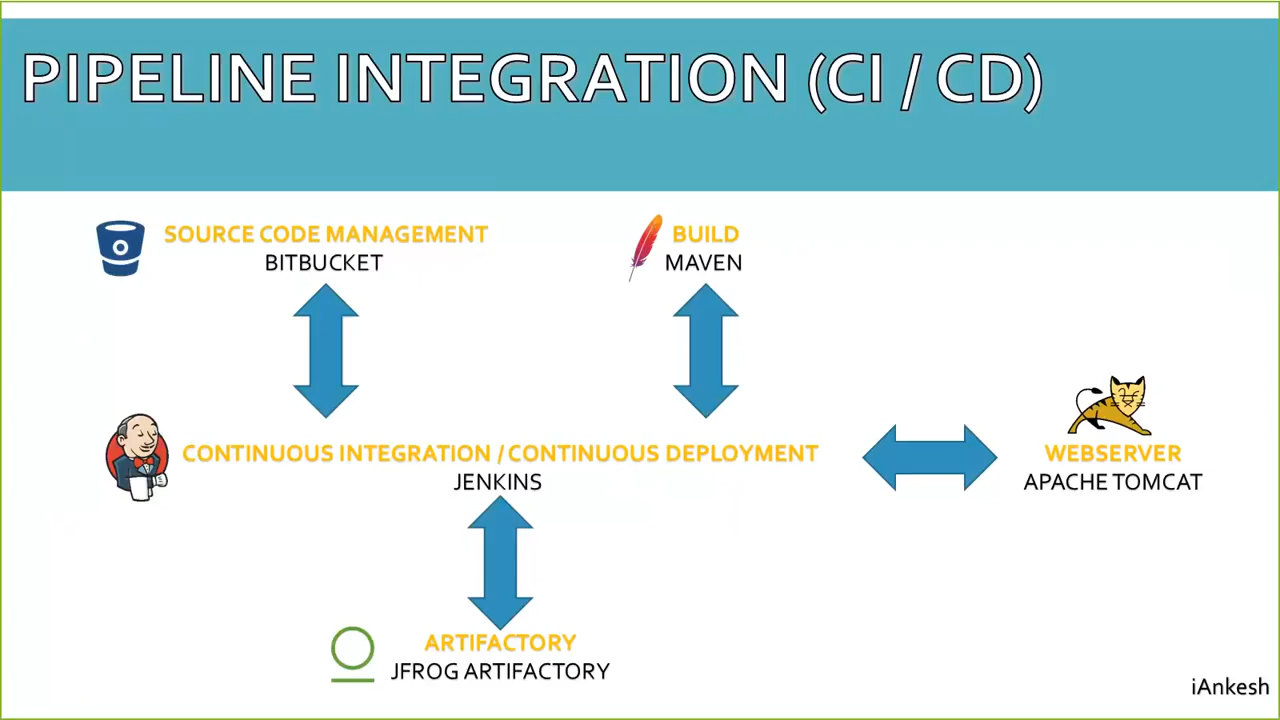 PIPELINE INTEGRATION (CI / CD)
SOURCE CODE MANAGEMENT
BITBUCKET
BUILD
MAVEN
CONTINUOUS INTEGRATION / CONTINUOUS DEPLOYMENT
JENKINS
WEBSERVER
APACHE TOMCAT
ARTIFACTORY
JFROG ARTIFACTORY
iAnkesh